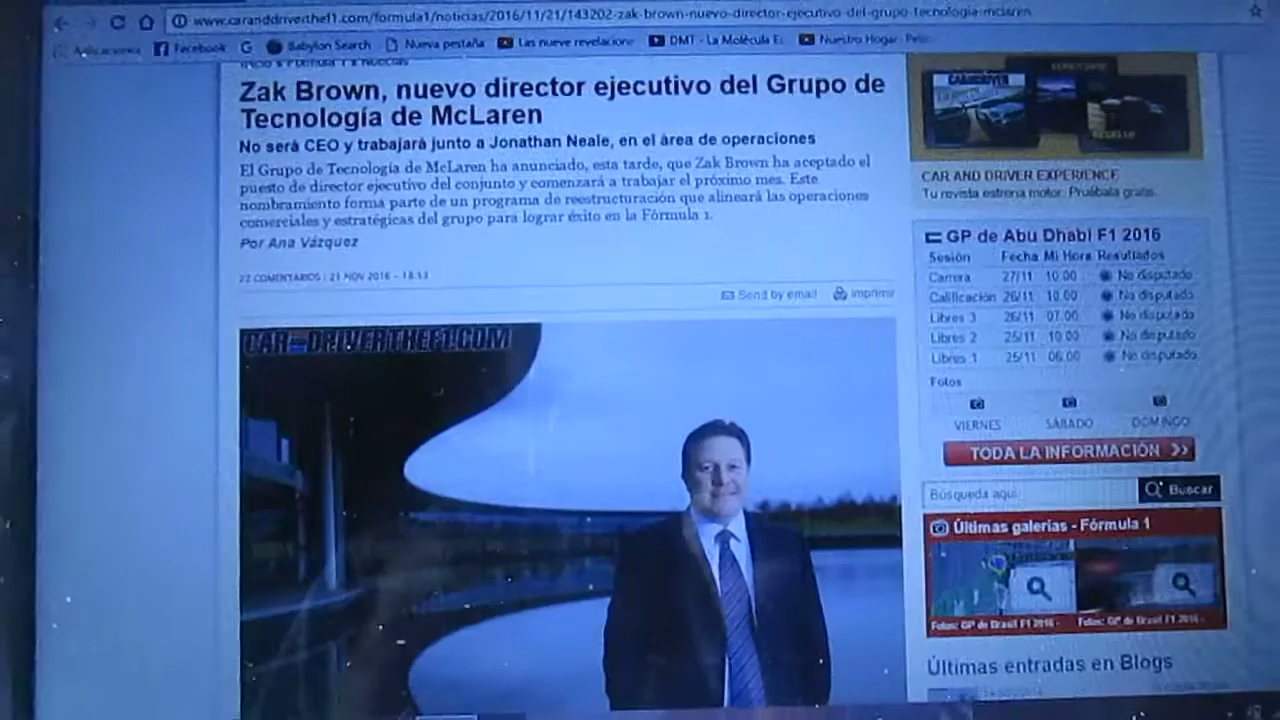 www.caranddriverthef1.com/formula1/noticias/2016/11/21/143202-zak-brown-nuevo-director-ejecutivo-del-grupo-tecnologia-mclaren
Aplicaciones Facebook Babylon Search Nueva pestaña Las nueve revelacione DMT - La Molécula E Nuestro Hogar- Pel
Zak Brown, nuevo director ejecutivo del Grupo de
Tecnología de McLaren
No será CEO y trabajará junto a Jonathan Neale, en el área de operaciones
El Grupo de Tecnología de McLaren ha anunciado, esta tarde, que Zak Brown ha aceptado el
puesto de director ejecutivo del conjunto y comenzará a trabajar el próximo mes. Este
nombramiento forma parte de un programa de reestructuración que alineará las operaciones
comerciales y estratégicas del grupo para lograr éxito en la Fórmula 1.
Por Ana Vázquez
22 COMENTARIOS | 21 NOV 2016 - 18:13
Send by email Imprimir
CAR DRIVERTHEF1.COM
CAR AND DRIVER EXPERIENCE
Tu revista estrena motor. Pruébala gratis.
GP de Abu Dhabi F1 2016
Sesión Fecha Mi Hora Resultados
Carrera 27/11 10:00 No disputado
Calificación 26/11 10:00 No disputado
Libres 3 26/11 07:00 No disputado
Libres 2 25/11 10:00 No disputado
Libres 1 25/11 06:00 No disputado
Fotos
VIERNES SÁBADO DOMINGO
TODA LA INFORMACIÓN
Búsqueda aquí Buscar
Últimas galerías - Fórmula 1
Fotos: GP de Brasil F1 2016 - Fotos: GP de Brasil F1 2016 -
Últimas entradas en Blogs